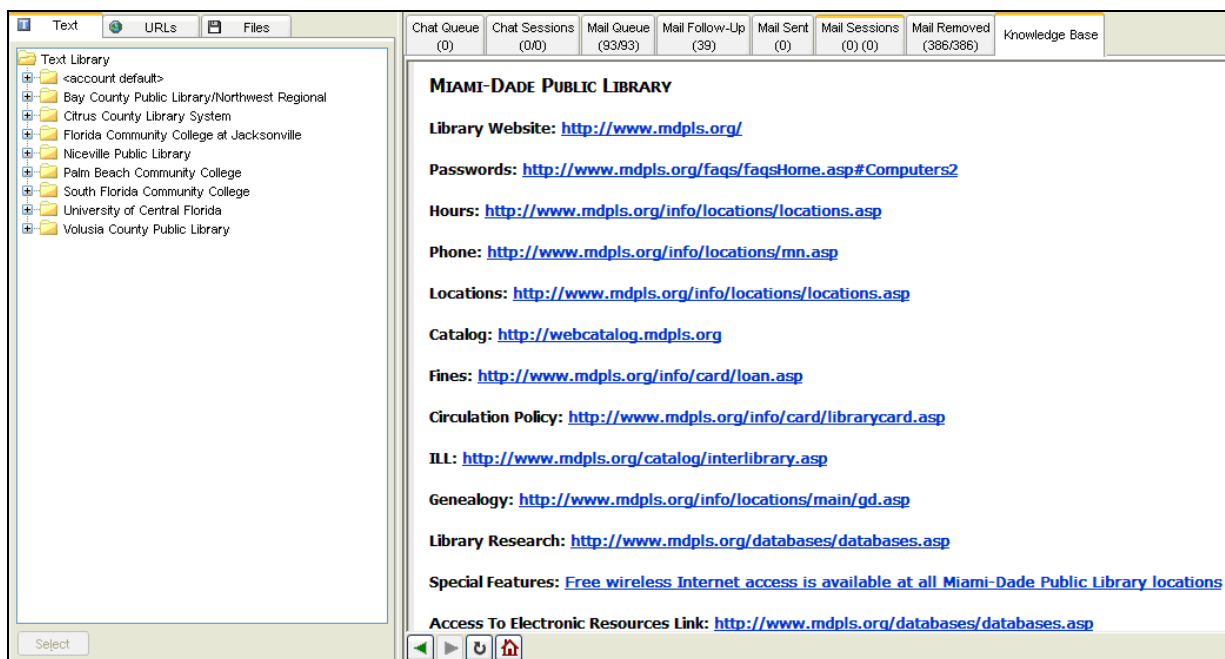 Text
URLs
Files
Text Library
<account default>
Bay County Public Library/Northwest Regional
Citrus County Library System
Florida Community College at Jacksonville
Niceville Public Library
Palm Beach Community College
South Florida Community College
University of Central Florida
Volusia County Public Library
Select
Chat Queue
(0)
Chat Sessions
(0/0)
Mail Queue
(93/93)
Mail Follow-Up
(39)
Mail Sent
(0)
Mail Sessions
(0) (0)
Mail Removed
(386/386)
Knowledge Base
MIAMI-DADE PUBLIC LIBRARY
Library Website: http://www.mdpls.org/
Passwords: http://www.mdpls.org/faqs/faqsHome.asp#Computers2
Hours: http://www.mdpls.org/info/locations/locations.asp
Phone: http://www.mdpls.org/info/locations/mn.asp
Locations: http://www.mdpls.org/info/locations/locations.asp
Catalog: http://webcatalog.mdpls.org
Fines: http://www.mdpls.org/info/card/loan.asp
Circulation Policy: http://www.mdpls.org/info/card/librarycard.asp
ILL: http://www.mdpls.org/catalog/interlibrary.asp
Genealogy: http://www.mdpls.org/info/locations/main/gd.asp
Library Research: http://www.mdpls.org/databases/databases.asp
Special Features: Free wireless Internet access is available at all Miami-Dade Public Library locations
Access To Electronic Resources Link: http://www.mdpls.org/databases/databases.asp